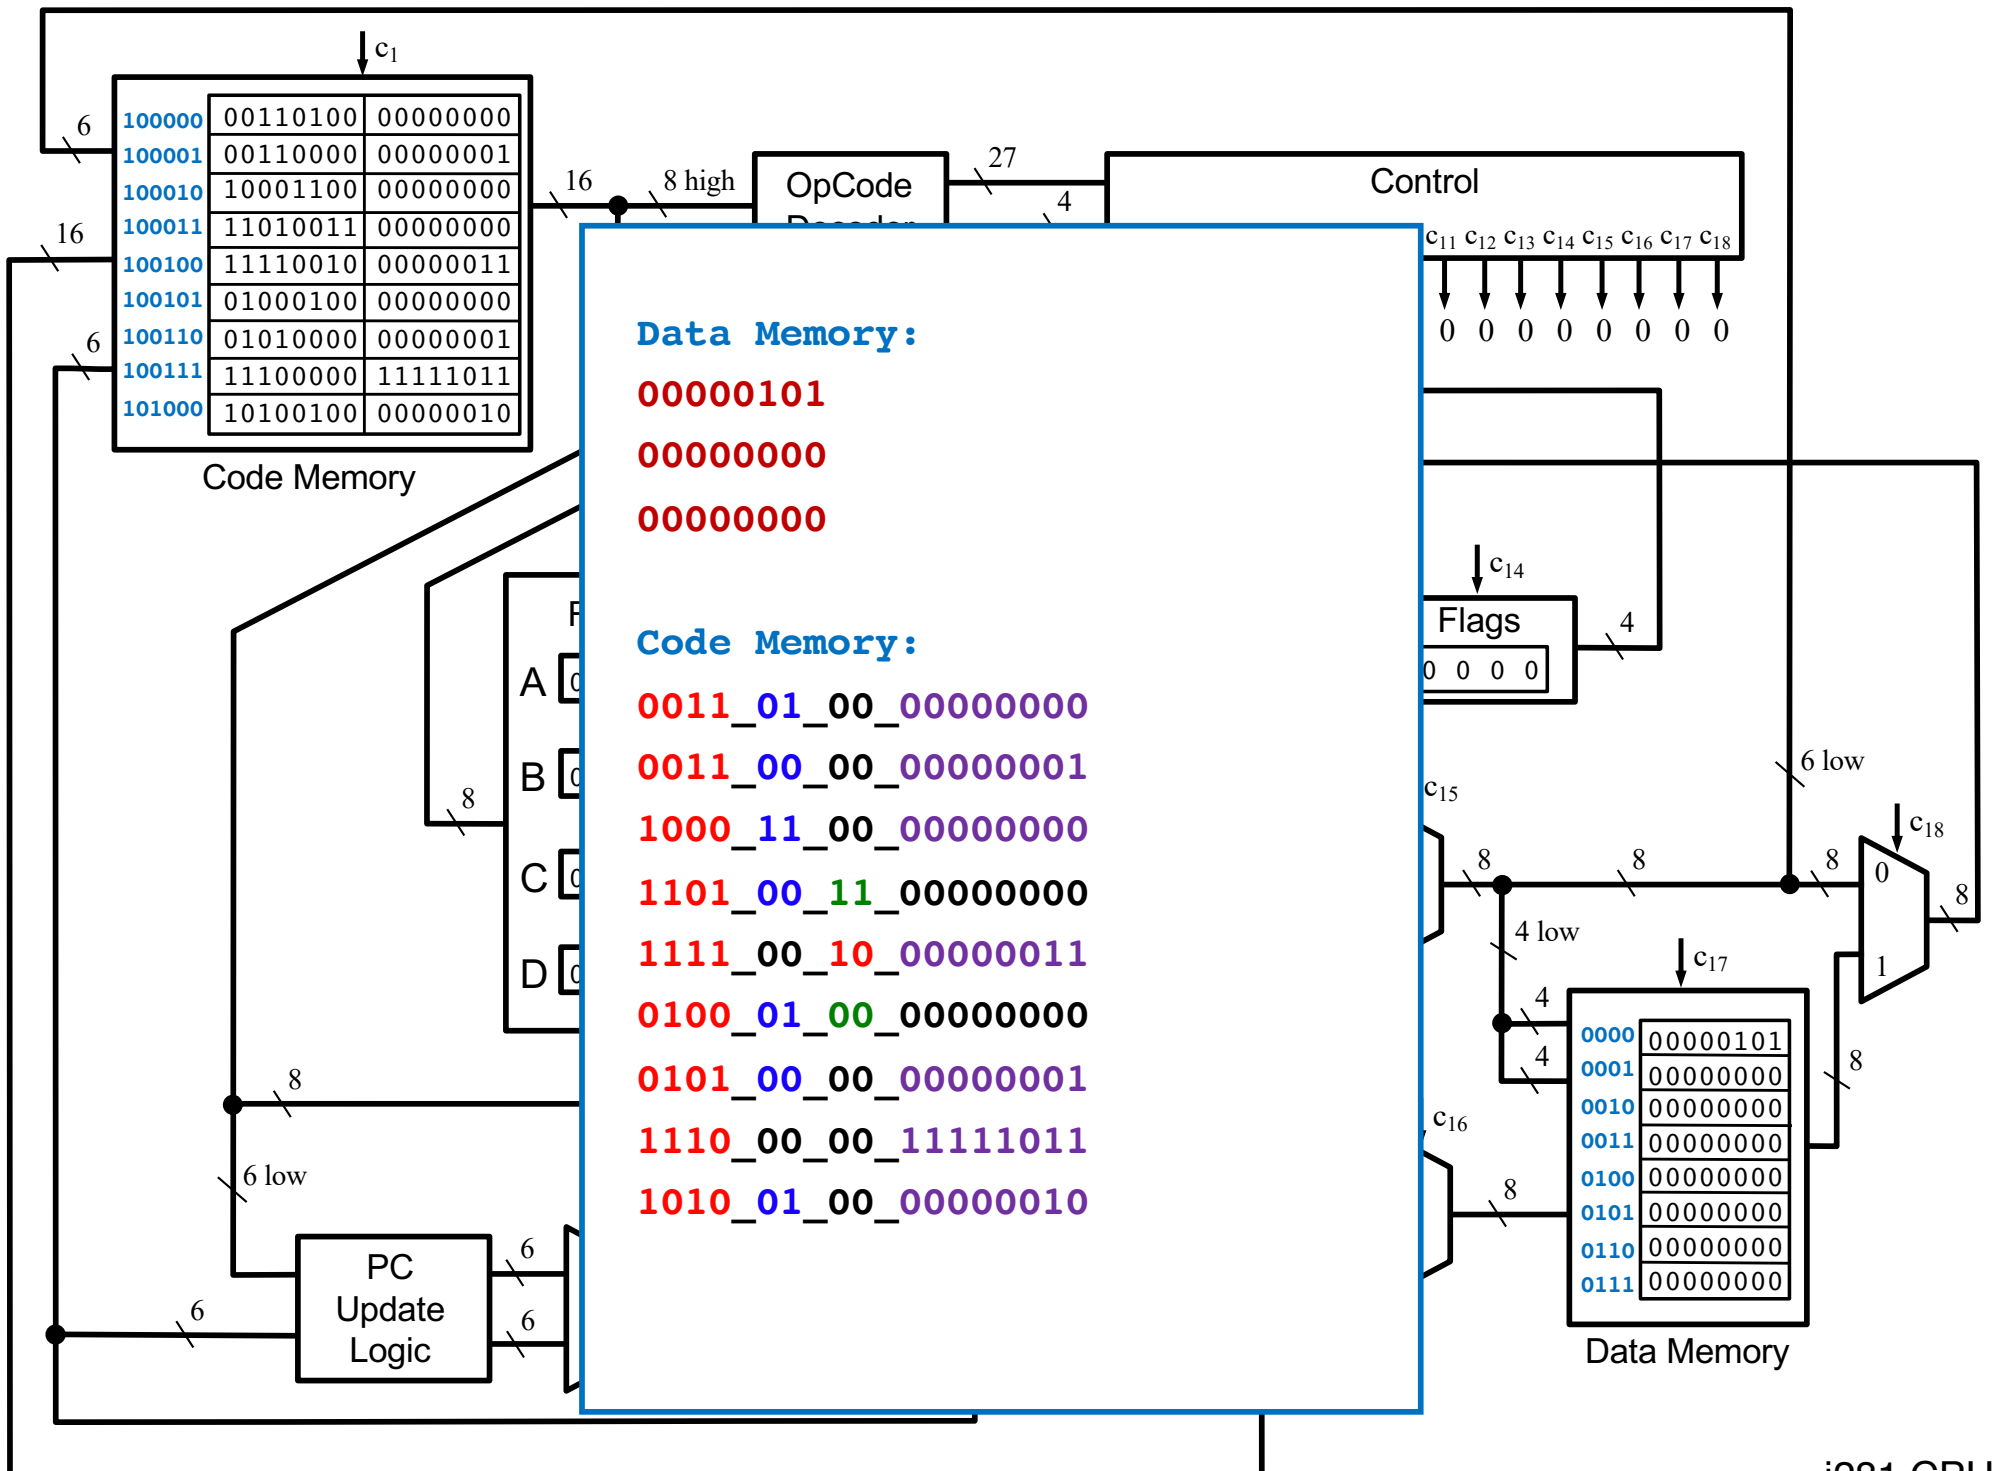 c1
100000 00110100 00000000
100001 00110000 00000001
100010 10001100 00000000
100011 11010011 00000000
100100 11110010 00000011
100101 01000100 00000000
100110 01010000 00000001
100111 11100000 11111011
101000 10100100 00000010
Code Memory
6
16
6
16
8 high
OpCode
Decoder
27
4
Control
c11 c12 c13 c14 c15 c16 c17 c18
0 0 0 0 0 0 0 0
Data Memory:
00000101
00000000
00000000
Code Memory:
0011_01_00_00000000
0011_00_00_00000001
1000_11_00_00000000
1101_00_11_00000000
1111_00_10_00000011
0100_01_00_00000000
0101_00_00_00000001
1110_00_00_11111011
1010_01_00_00000010
A
B
C
D
8
8
6 low
PC
Update
Logic
6
6
6
c14
Flags
0 0 0 0
4
c15
6 low
c18
8
8
8
0
1
8
4 low
c17
4
4
8
c16
8
0000 00000101
0001 00000000
0010 00000000
0011 00000000
0100 00000000
0101 00000000
0110 00000000
0111 00000000
Data Memory
i281 CPU